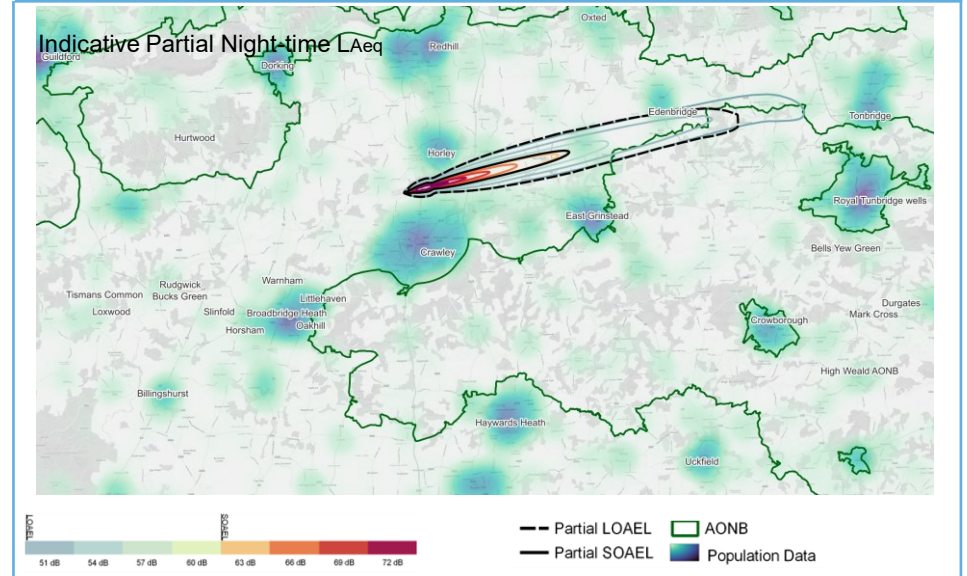 Indicative Partial Night-time LAeq
Oxted
Guildford
Redhill
Dorking
Edenbridge
Tonbridge
Hurtwood
Horley
Royal Tunbridge wells
East Grinstead
Bells Yew Green
Crawley
Warnham
Rudgwick
Tismans Common
Bucks Green
Littlehaven
Loxwood
Slinfold
Broadbridge Heath
Durgates
Mark Cross
Horsham
Oakhill
Crowborough
High Weald AONB
Billingshurst
Haywards Heath
Uckfield
LOAEL
SOAEL
51 dB 54 dB 57 dB 60 dB 63 dB 66 dB 69 dB 72 dB
Partial LOAEL
AONB
Partial SOAEL
Population Data